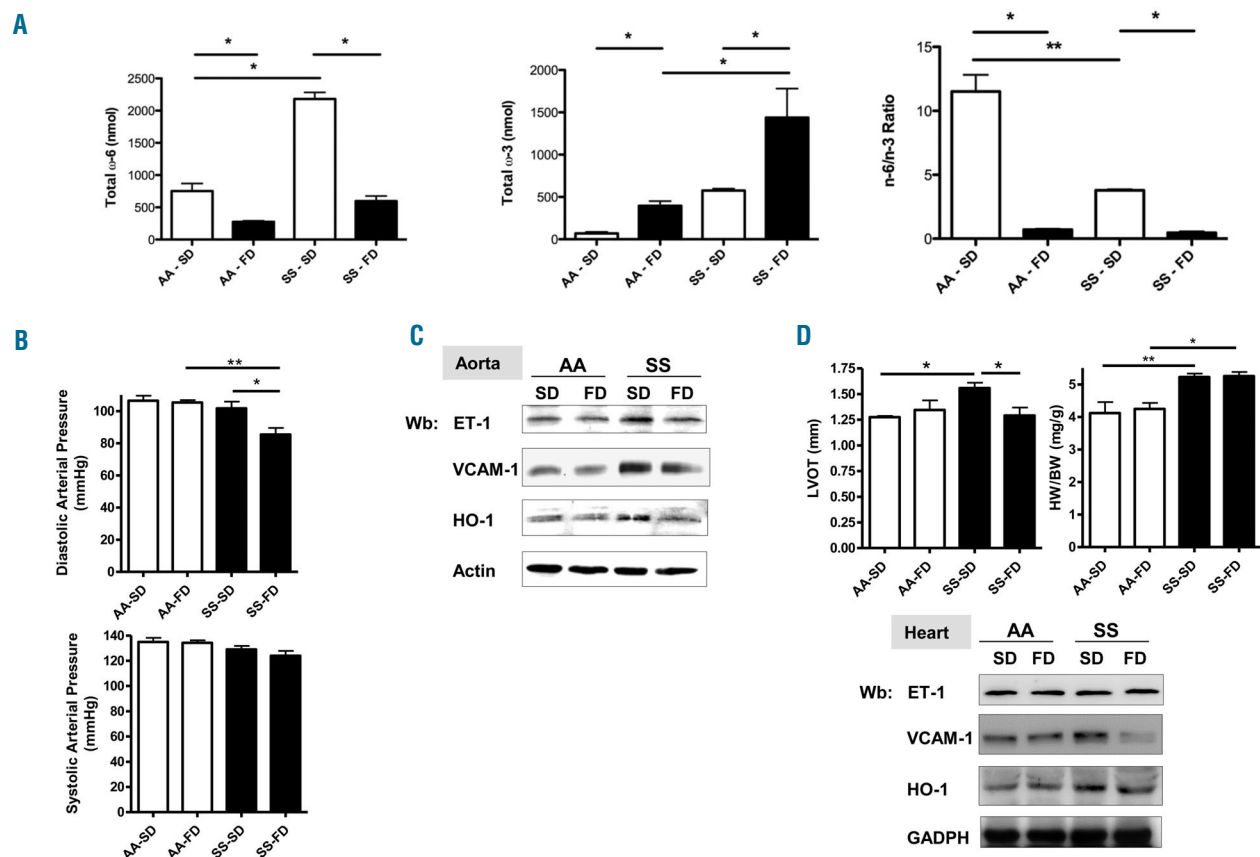 A
Total ω-6 (nmol)
2500
2000
1500
1000
500
0
*
*
*
AA - SD
AA - FD
SS - SD
SS - FD
Total ω-3 (nmol)
2000
1500
1000
500
0
*
*
*
AA - SD
AA - FD
SS - SD
SS - FD
n-6/n-3 Ratio
15
10
5
0
*
*
**
AA - SD
AA - FD
SS - SD
SS - FD
B
Diastolic Arterial Pressure
(mmHg)
100
80
60
40
20
0
**
*
AA-SD
AA-FD
SS-SD
SS-FD
Systolic Arterial Pressure
(mmHg)
140
120
100
80
60
40
20
0
AA-SD
AA-FD
SS-SD
SS-FD
C
Aorta
AA
SS
SD
FD
SD
FD
Wb:
ET-1
VCAM-1
HO-1
Actin
D
LVOT (mm)
1.75
1.50
1.25
1.00
0.75
0.50
0.25
0.00
*
*
AA-SD
AA-FD
SS-SD
SS-FD
HW/BW (mg/g)
5
4
3
2
1
0
*
**
AA-SD
AA-FD
SS-SD
SS-FD
Heart
AA
SS
SD
FD
SD
FD
Wb:
ET-1
VCAM-1
HO-1
GADPH